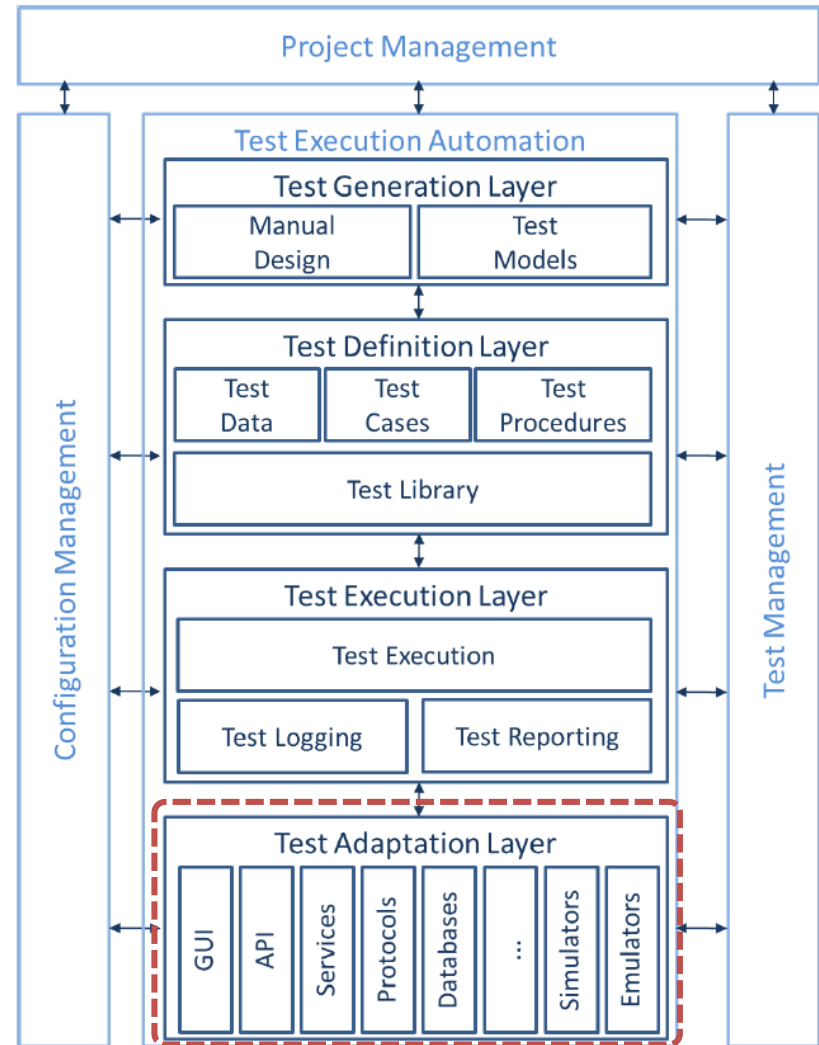 Project Management
Configuration Management
Test Execution Automation
Test Generation Layer
Manual
Design
Test
Models
Test Definition Layer
Test
Data
Test
Cases
Test
Procedures
Test Library
Test Execution Layer
Test Execution
Test Logging
Test Reporting
Test Adaptation Layer
GUI
API
Services
Protocols
Databases
...
Simulators
Emulators
Test Management